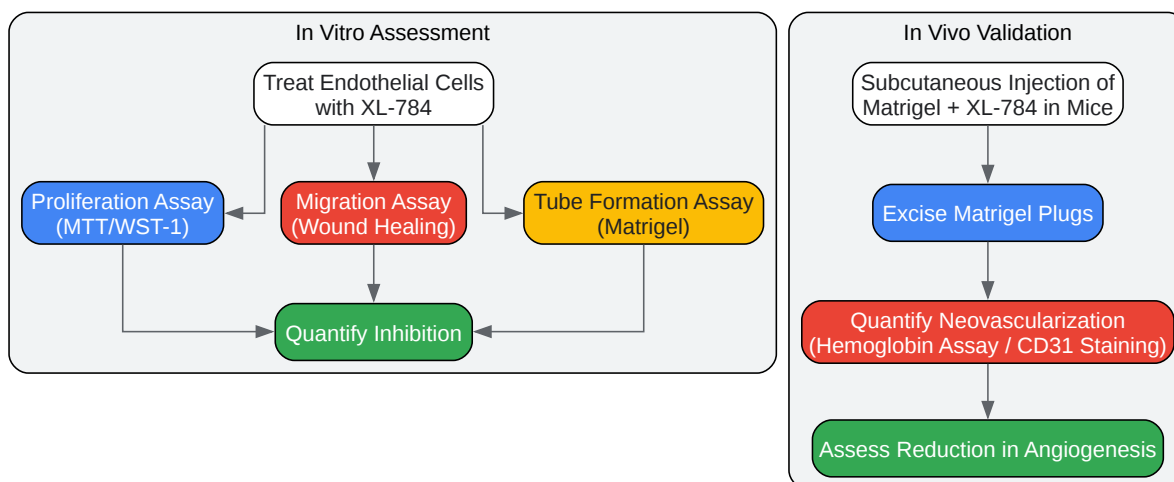 In Vitro Assessment
Treat Endothelial Cells
with XL-784
Proliferation Assay
(MTT/WST-1)
Migration Assay
(Wound Healing)
Tube Formation Assay
(Matrigel)
Quantify Inhibition
In Vivo Validation
Subcutaneous Injection of
Matrigel + XL-784 in Mice
Excise Matrigel Plugs
Quantify Neovascularization
(Hemoglobin Assay / CD31 Staining)
Assess Reduction in Angiogenesis